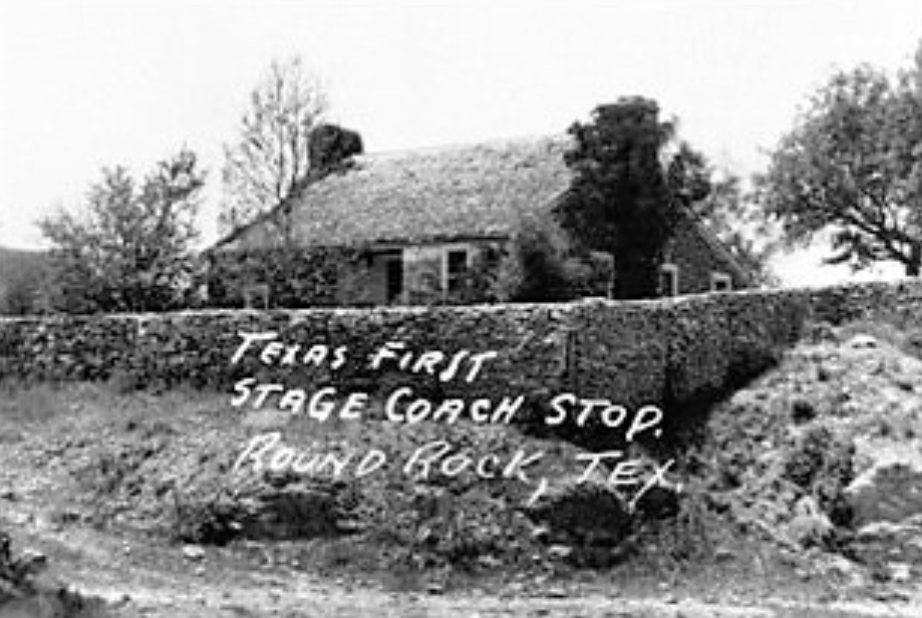 TEXAS FIRST
STAGE COACH STOP.
ROUND ROCK, TEX.